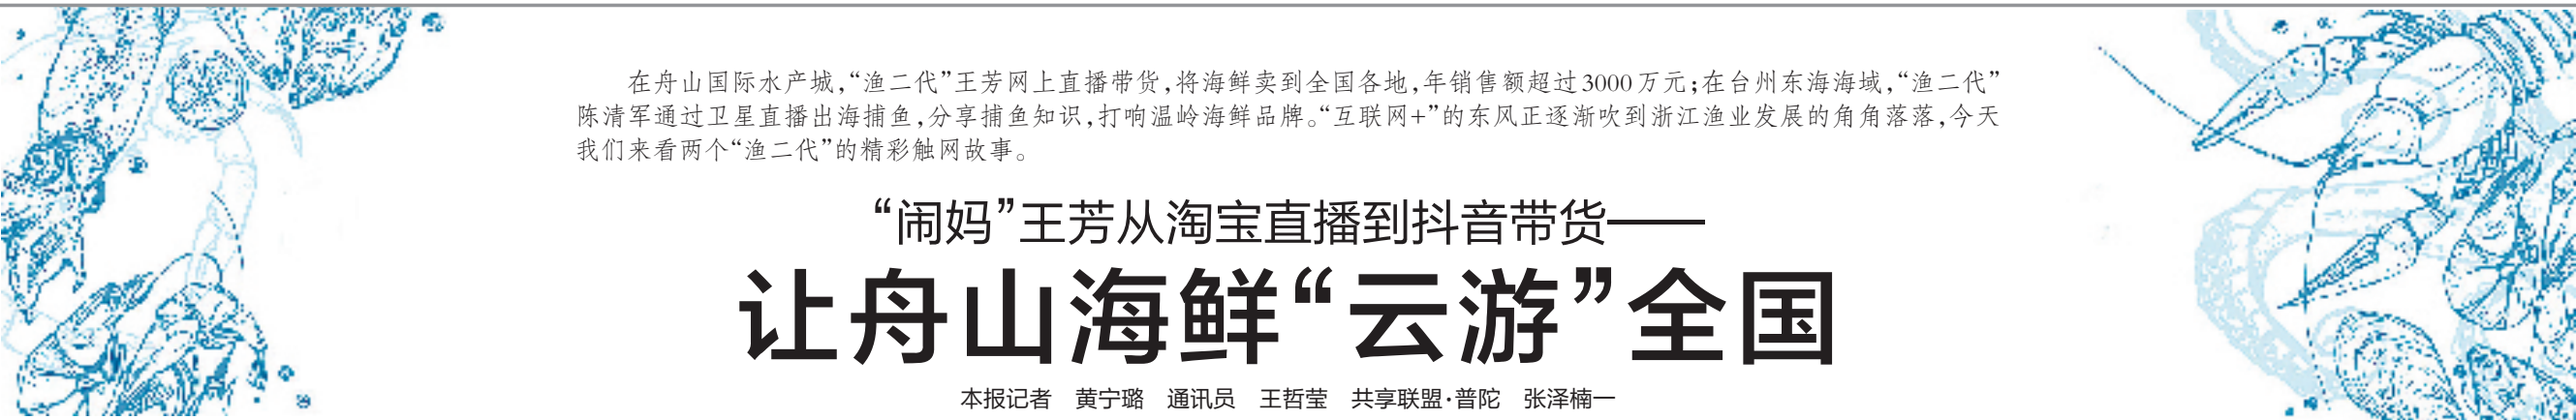 在舟山国际水产城，“渔二代”王芳网上直播带货，将海鲜卖到全国各地，年销售额超过3000万元；在台州东海海域，“渔二代”
陈清军通过卫星直播出海捕鱼，分享捕鱼知识，打响温岭海鲜品牌。“互联网+”的东风正逐渐吹到浙江渔业发展的角角落落，今天
我们来看两个“渔二代”的精彩触网故事。
“闹妈”王芳从淘宝直播到抖音带货——
让舟山海鲜“云游”全国
本报记者 黄宁璐 通讯员 王哲莹 共享联盟·普陀 张泽楠一